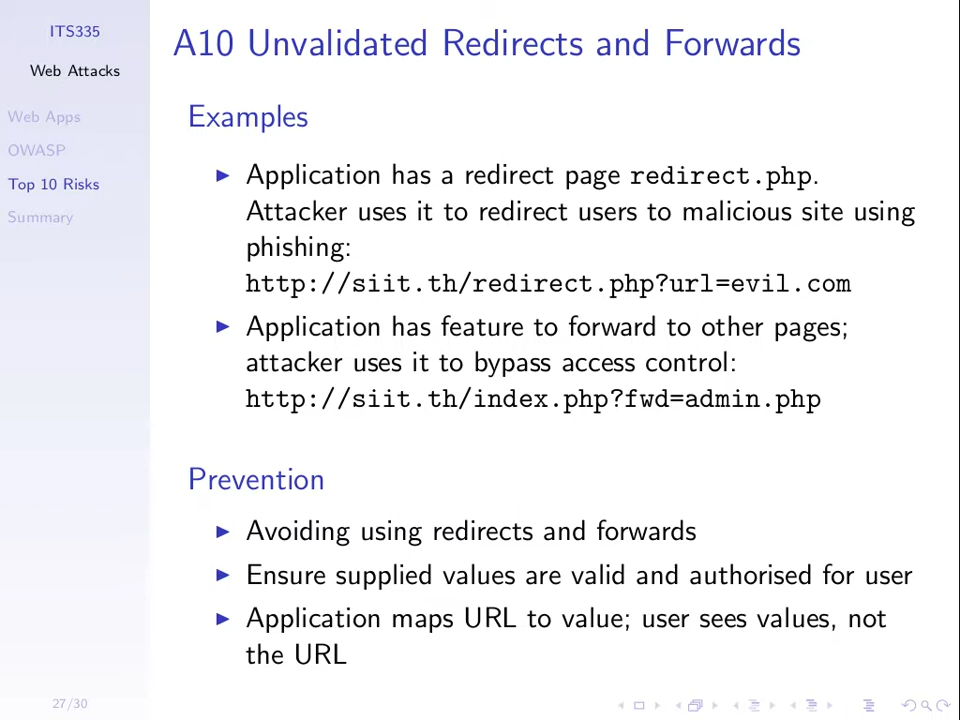 ITS335
Web Attacks
Web Apps
OWASP
Top 10 Risks
Summary
A10 Unvalidated Redirects and Forwards
Examples
Application has a redirect page redirect.php.
Attacker uses it to redirect users to malicious site using
phishing:
http://siit.th/redirect.php?url=evil.com
Application has feature to forward to other pages;
attacker uses it to bypass access control:
http://siit.th/index.php?fwd=admin.php
Prevention
Avoiding using redirects and forwards
Ensure supplied values are valid and authorised for user
Application maps URL to value; user sees values, not
the URL
27/30